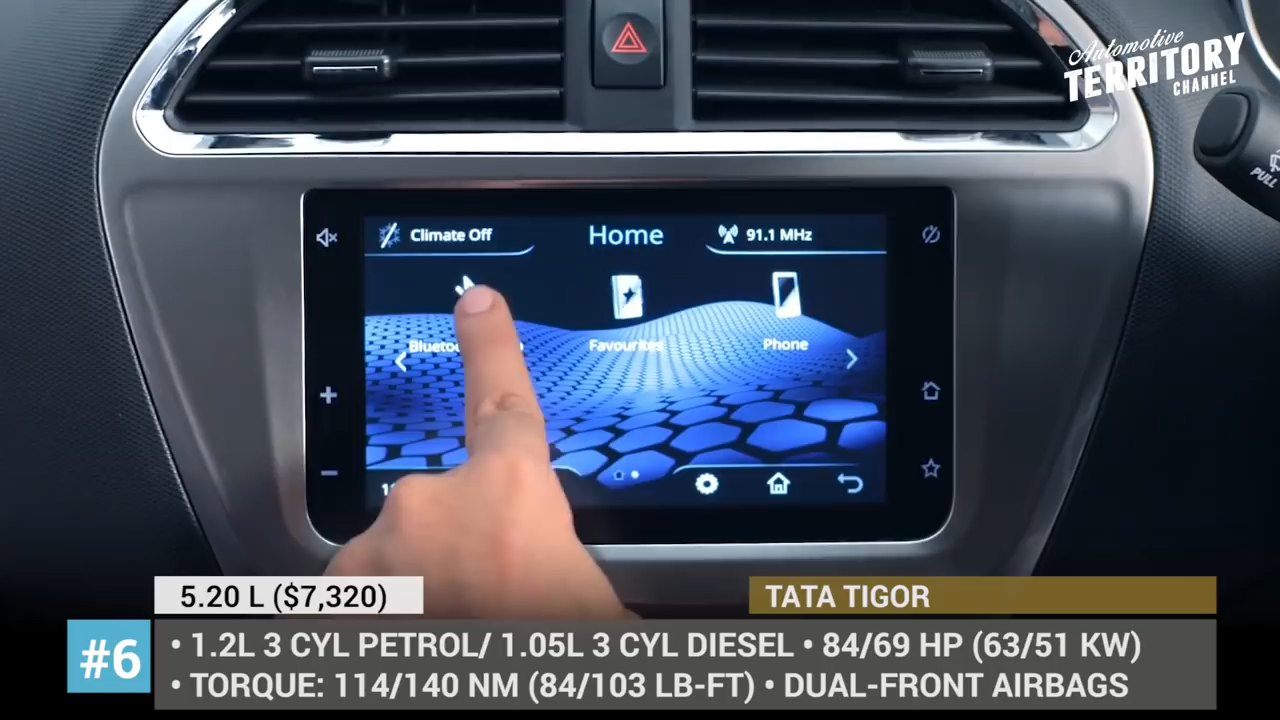 Automotive
TERRITORY
CHANNEL
PULL
Climate Off
Home
91.1 MHz
Favourites
Phone
5.20 L ($7,320)
TATA TIGOR
#6
• 1.2L 3 CYL PETROL/ 1.05L 3 CYL DIESEL • 84/69 HP (63/51 KW)
• TORQUE: 114/140 NM (84/103 LB-FT) • DUAL-FRONT AIRBAGS